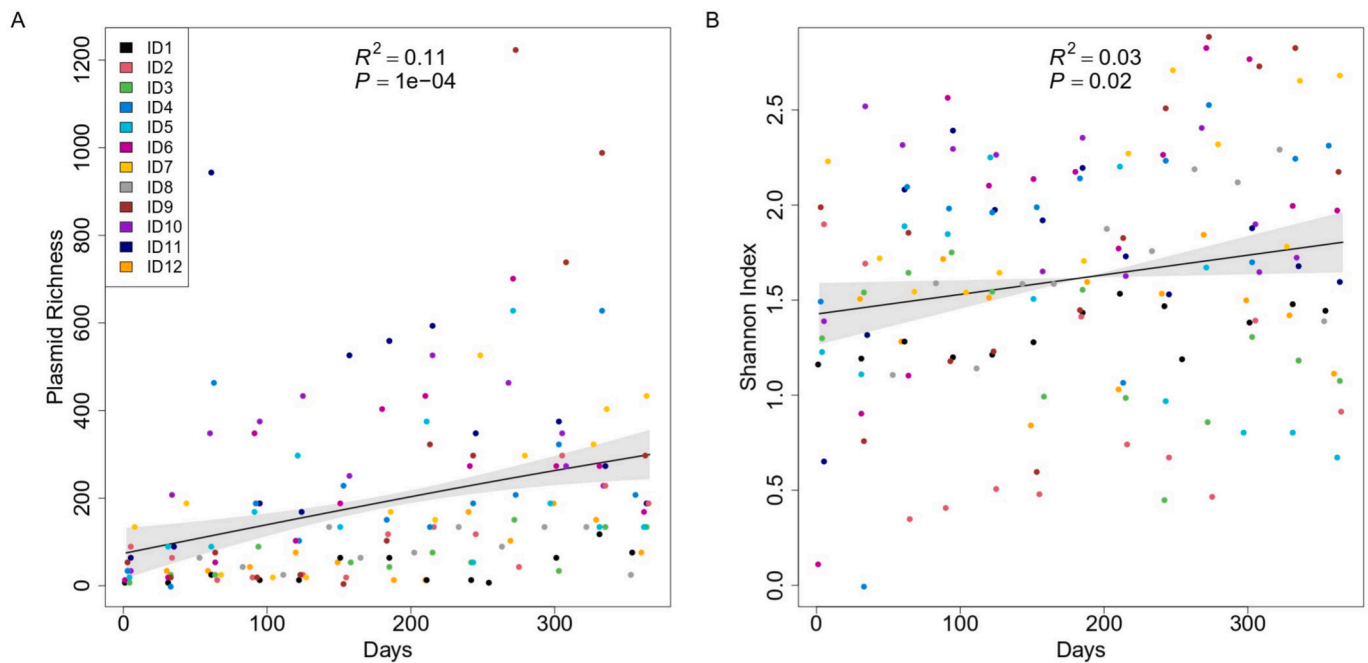 A
R² = 0.11
P = 1e−04
ID1
ID2
ID3
ID4
ID5
ID6
ID7
ID8
ID9
ID10
ID11
ID12
Plasmid Richness
1200
1000
800
600
400
200
0
0 100 200 300
Days
B
R² = 0.03
P = 0.02
Shannon Index
2.5
2.0
1.5
1.0
0.5
0.0
0 100 200 300
Days